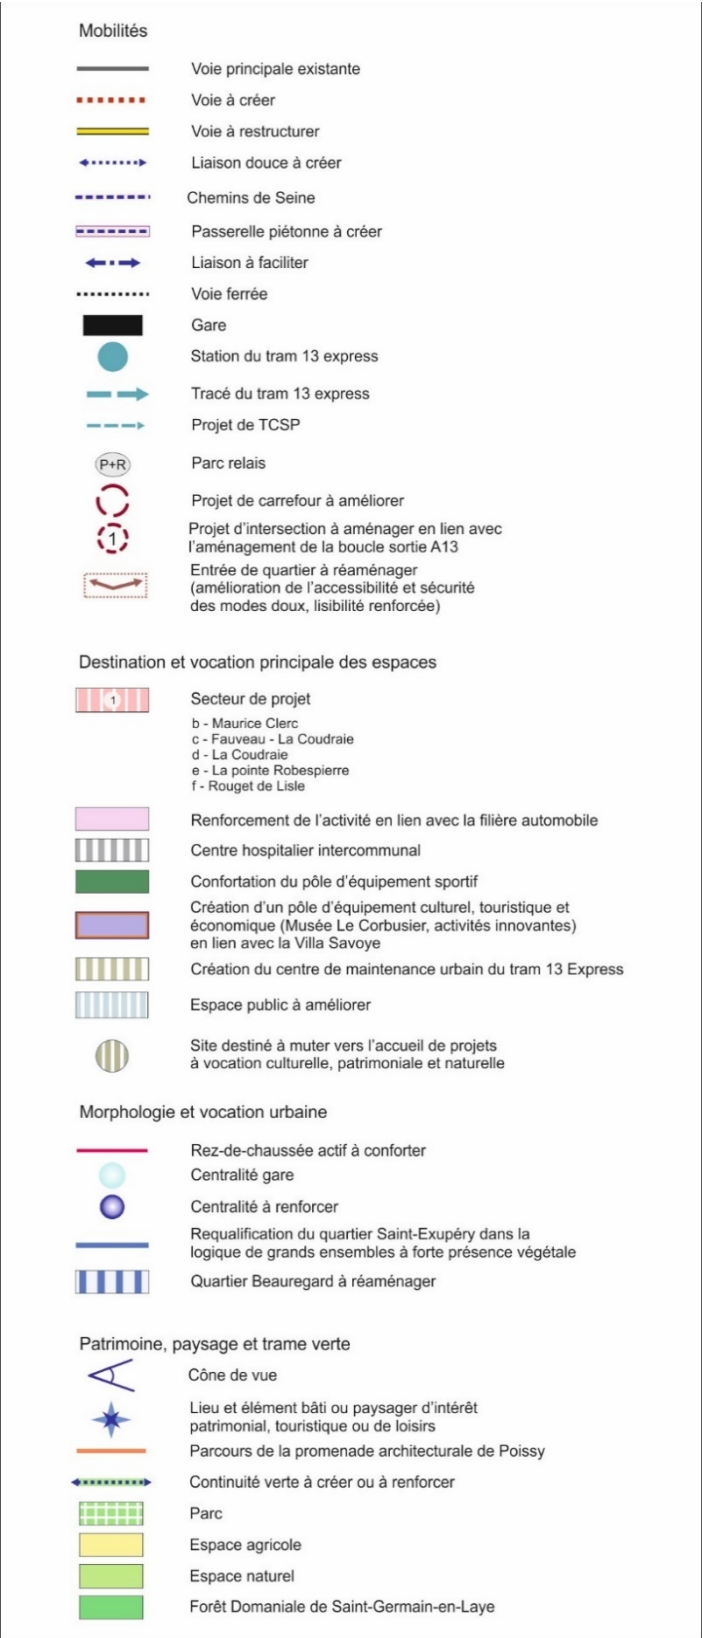 Mobilités
Voie principale existante
Voie à créer
Voie à restructurer
Liaison douce à créer
Chemins de Seine
Passerelle piétonne à créer
Liaison à faciliter
Voie ferrée
Gare
Station du tram 13 express
Tracé du tram 13 express
Projet de TCSP
P+R Parc relais
Projet de carrefour à améliorer
1 Projet d'intersection à aménager en lien avec
l'aménagement de la boucle sortie A13
Entrée de quartier à réaménager
(amélioration de l'accessibilité et sécurité
des modes doux, lisibilité renforcée)
Destination et vocation principale des espaces
1 Secteur de projet
b - Maurice Clerc
c - Fauveau - La Coudraie
d - La Coudraie
e - La pointe Robespierre
f - Rouget de Lisle
Renforcement de l'activité en lien avec la filière automobile
Centre hospitalier intercommunal
Confortation du pôle d'équipement sportif
Création d'un pôle d'équipement culturel, touristique et
économique (Musée Le Corbusier, activités innovantes)
en lien avec la Villa Savoye
Création du centre de maintenance urbain du tram 13 Express
Espace public à améliorer
Site destiné à muter vers l'accueil de projets
à vocation culturelle, patrimoniale et naturelle
Morphologie et vocation urbaine
Rez-de-chaussée actif à conforter
Centralité gare
Centralité à renforcer
Requalification du quartier Saint-Exupéry dans la
logique de grands ensembles à forte présence végétale
Quartier Beauregard à réaménager
Patrimoine, paysage et trame verte
Cône de vue
Lieu et élément bâti ou paysager d'intérêt
patrimonial, touristique ou de loisirs
Parcours de la promenade architecturale de Poissy
Continuité verte à créer ou à renforcer
Parc
Espace agricole
Espace naturel
Forêt Domaniale de Saint-Germain-en-Laye